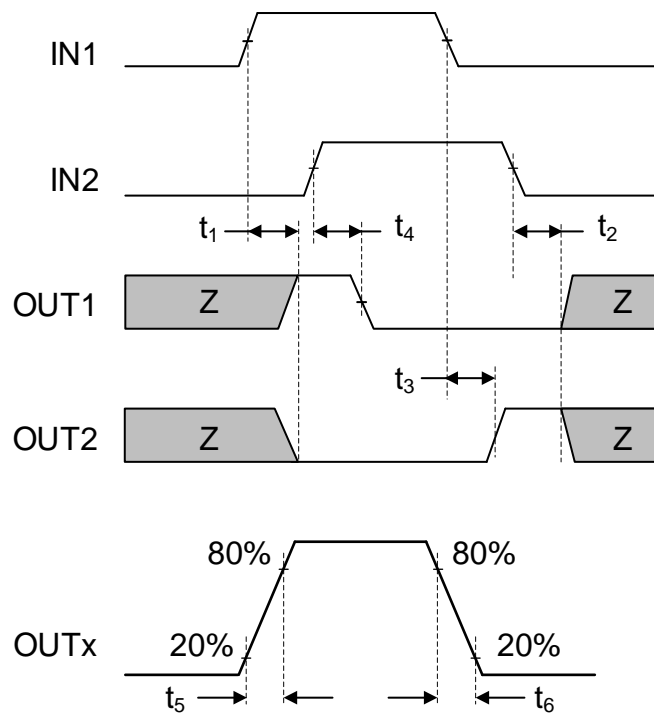 IN1
IN2
t1 t4 t2
OUT1 Z Z
t3
OUT2 Z Z
80% 80%
OUTx 20% 20%
t5 t6